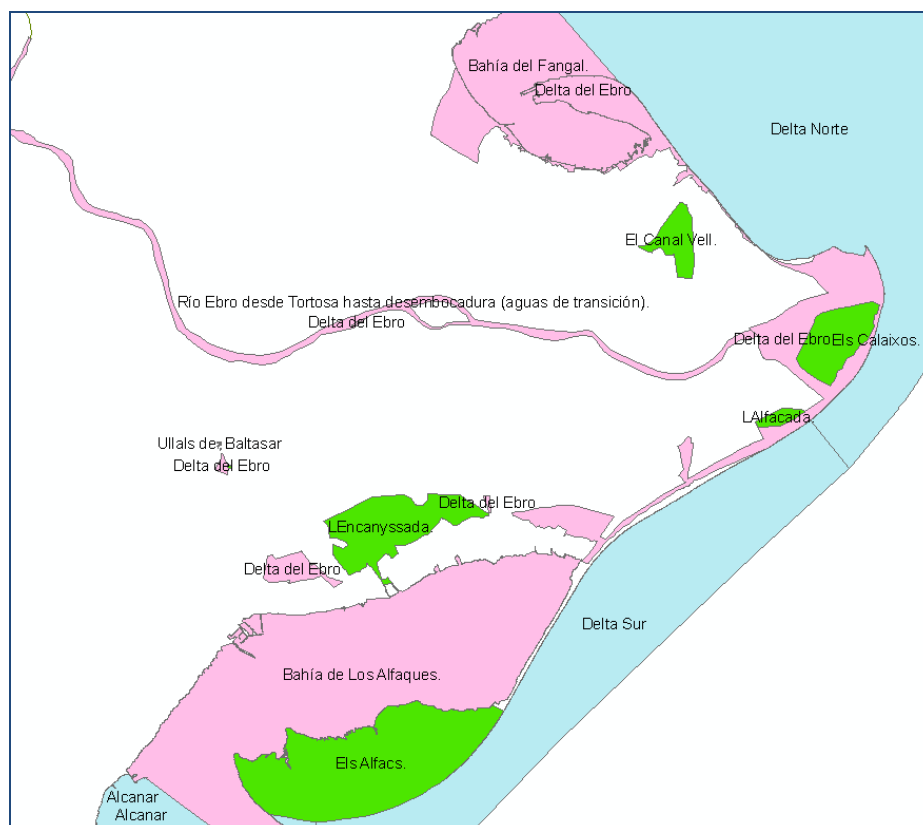 Bahía del Fangal.
Delta del Ebro
Delta Norte
El Canal Vell.
Río Ebro desde Tortosa hasta desembocadura (aguas de transición).
Delta del Ebro
Delta del Ebro
Els Calaixos.
LAlfacada.
Ullals de Baltasar
Delta del Ebro
Delta del Ebro
LEncanyssada.
Delta del Ebro
Delta Sur
Bahía de Los Alfaques.
Els Alfacs.
Alcanar
Alcanar